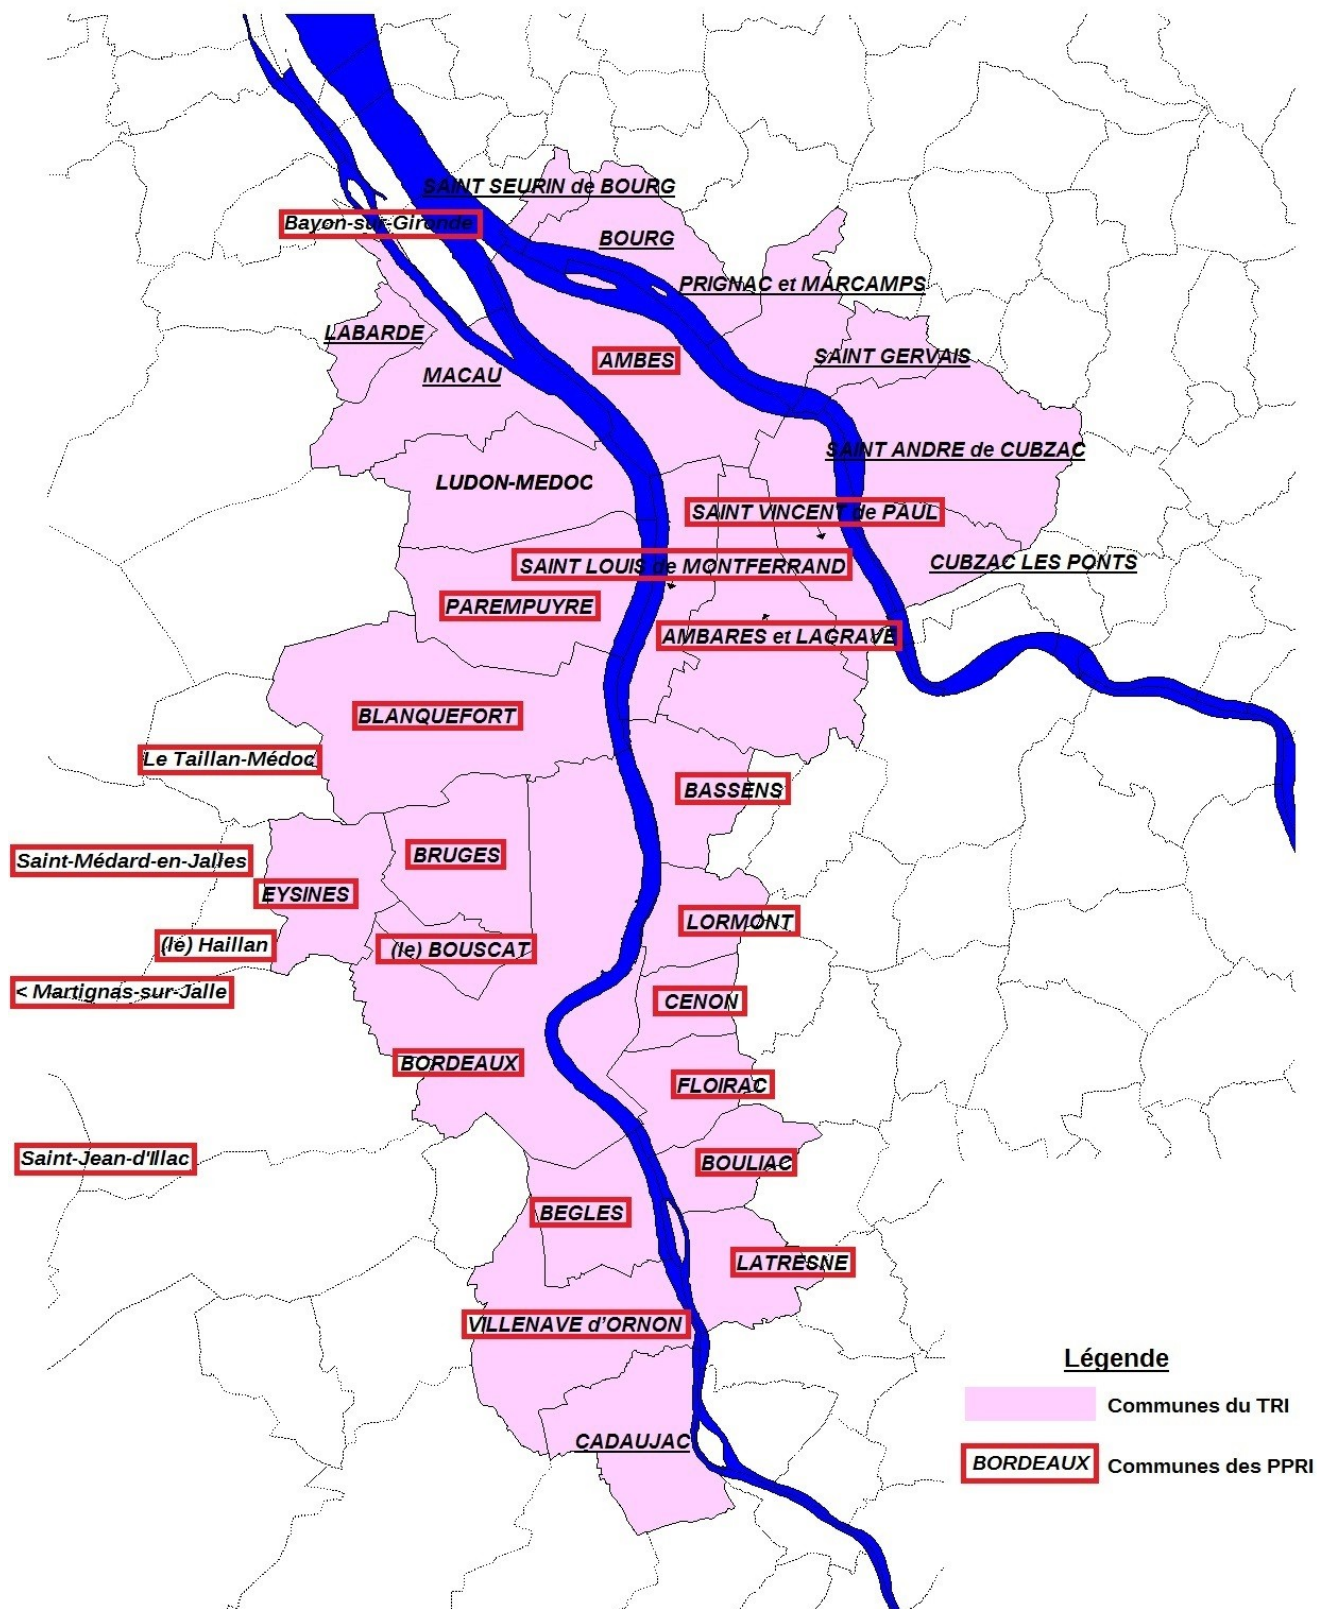 SAINT SEURIN de BOURG
Bayon-sur-Gironde
BOURG
PRIGNAC et MARCAMPS
LABARDE
AMBES
SAINT GERVAIS
MACAU
SAINT ANDRE de CUBZAC
LUDON-MEDOC
SAINT VINCENT de PAUL
SAINT LOUIS de MONTFERRAND
CUBZAC LES PONTS
PAREMPUYRE
AMBARES et LAGRAVE
BLANQUEFORT
Le Taillan-Médoc
BASSENS
BRUGES
Saint-Médard-en-Jalles
EYSINES
LORMONT
(le) Haillan
(le) BOUSCAT
< Martignas-sur-Jalle
CENON
BORDEAUX
FLOIRAC
Saint-Jean-d'Illac
BOULIAC
BEGLES
LATRESNE
VILLENAVE d'ORNON
CADAUJAC
Légende
Communes du TRI
BORDEAUX Communes des PPRI